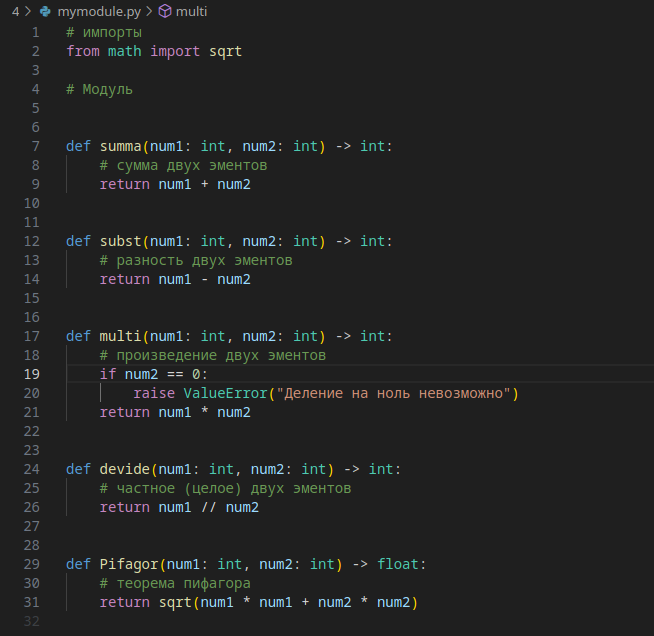 4 > mymodule.py > multi
1 # импорты
2 from math import sqrt
3
4 # Модуль
5
6
7 def summa(num1: int, num2: int) -> int:
8     # сумма двух эментов
9     return num1 + num2
10
11
12 def subst(num1: int, num2: int) -> int:
13     # разность двух эментов
14     return num1 - num2
15
16
17 def multi(num1: int, num2: int) -> int:
18     # произведение двух эментов
19     if num2 == 0:
20         raise ValueError("Деление на ноль невозможно")
21     return num1 * num2
22
23
24 def devide(num1: int, num2: int) -> int:
25     # частное (целое) двух эментов
26     return num1 // num2
27
28
29 def Pifagor(num1: int, num2: int) -> float:
30     # теорема пифагора
31     return sqrt(num1 * num1 + num2 * num2)
32